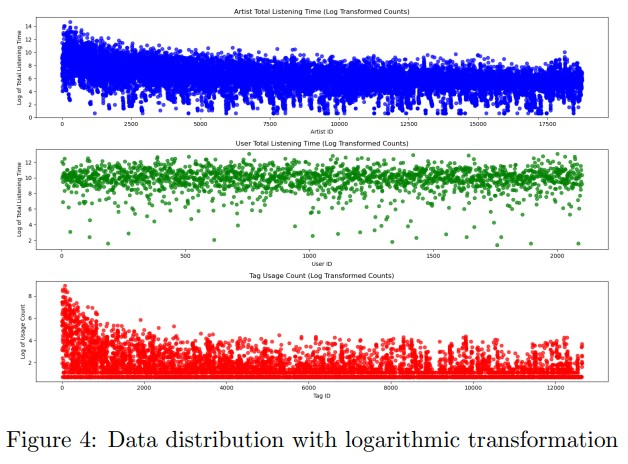 Artist Total Listening Time (Log Transformed Counts)
Log of Total Listening Time
14
12
10
8
6
4
2
0
0 2500 5000 7500 10000 12500 15000 17500
Artist ID
User Total Listening Time (Log Transformed Counts)
Log of Total Listening Time
12
10
8
6
4
2
0 500 1000 1500 2000
User ID
Tag Usage Count (Log Transformed Counts)
Log of Usage Count
8
6
4
2
0 2000 4000 6000 8000 10000 12000
Tag ID
Figure 4: Data distribution with logarithmic transformation